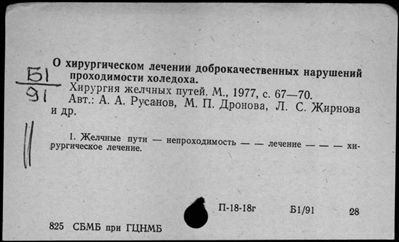 О хирургическом лечении доброкачественных нарушений
проходимости холедоха.
Хирургия желчных путей. М., 1977, с. 67—70.
Авт.: А. А. Русанов, М. П. Дронова, Л. С. Жирнова
и др.
Б1
91
1. Желчные пути — непроходимость — — лечение — — — хи-
рургическое лечение.
П-18-18г Б1/91 28
825 СБМБ при ГЦНМБ